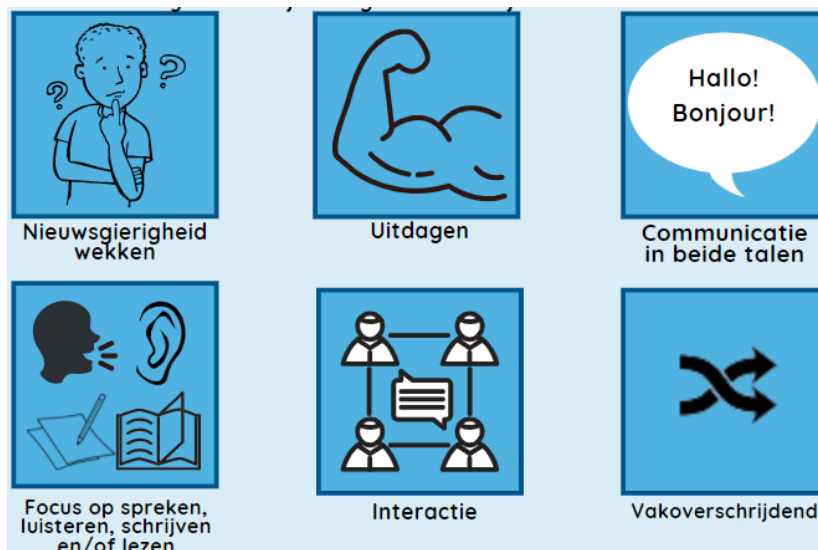 Hallo!
Bonjour!
Nieuwsgierigheid
wekken
Uitdagen
Communicatie
in beide talen
Focus op spreken,
luisteren, schrijven
en/of lezen
Interactie
Vakoverschrijdend